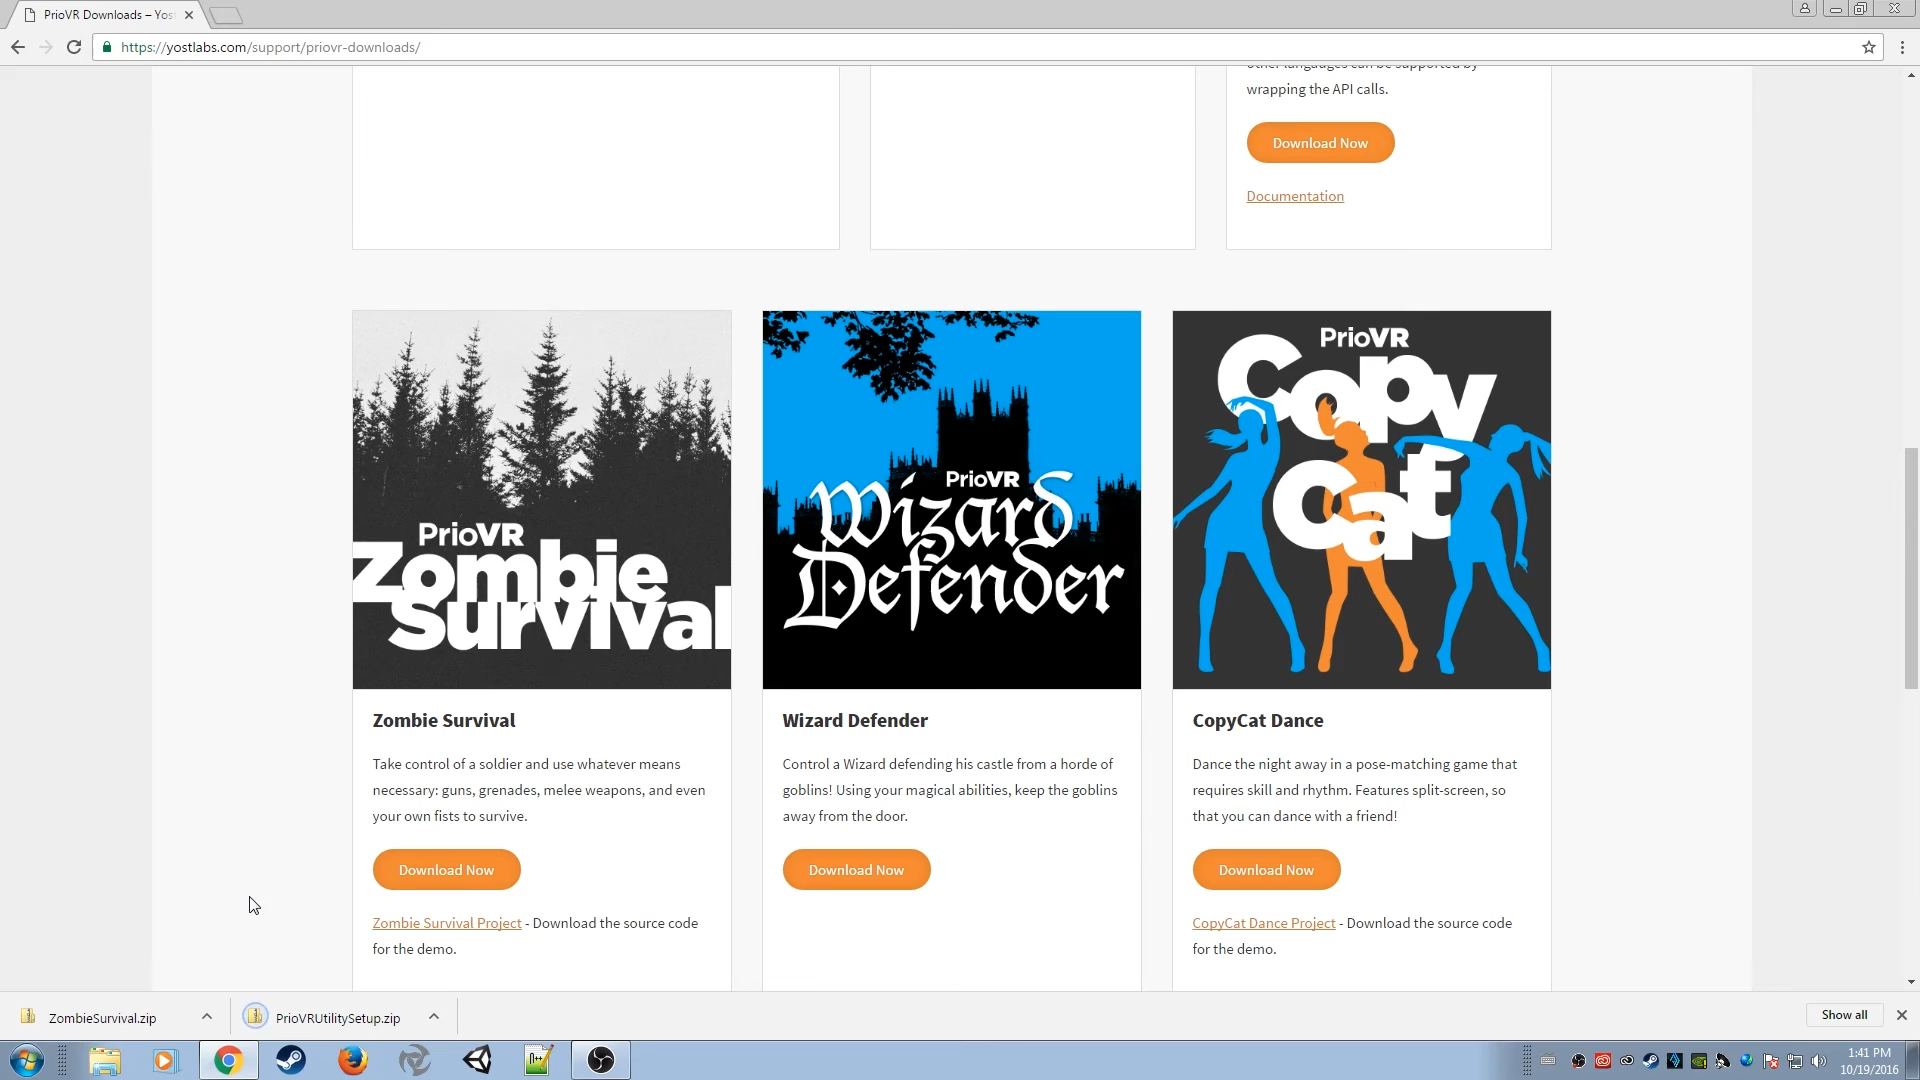 PrioVR Downloads – Yos
https://yostlabs.com/support/priovr-downloads/
other langauges can be supported by
wrapping the API calls.
Download Now
Documentation
PrioVR
Zombie
Survival
PrioVR
Wizard
Defender
PrioVR
Copy
Cat
Zombie Survival
Take control of a soldier and use whatever means
necessary: guns, grenades, melee weapons, and even
your own fists to survive.
Download Now
Zombie Survival Project - Download the source code
for the demo.
Wizard Defender
Control a Wizard defending his castle from a horde of
goblins! Using your magical abilities, keep the goblins
away from the door.
Download Now
CopyCat Dance
Dance the night away in a pose-matching game that
requires skill and rhythm. Features split-screen, so
that you can dance with a friend!
Download Now
CopyCat Dance Project - Download the source code
for the demo.
ZombieSurvival.zip
PrioVRUtilitySetup.zip
Show all
1:41 PM
10/19/2016